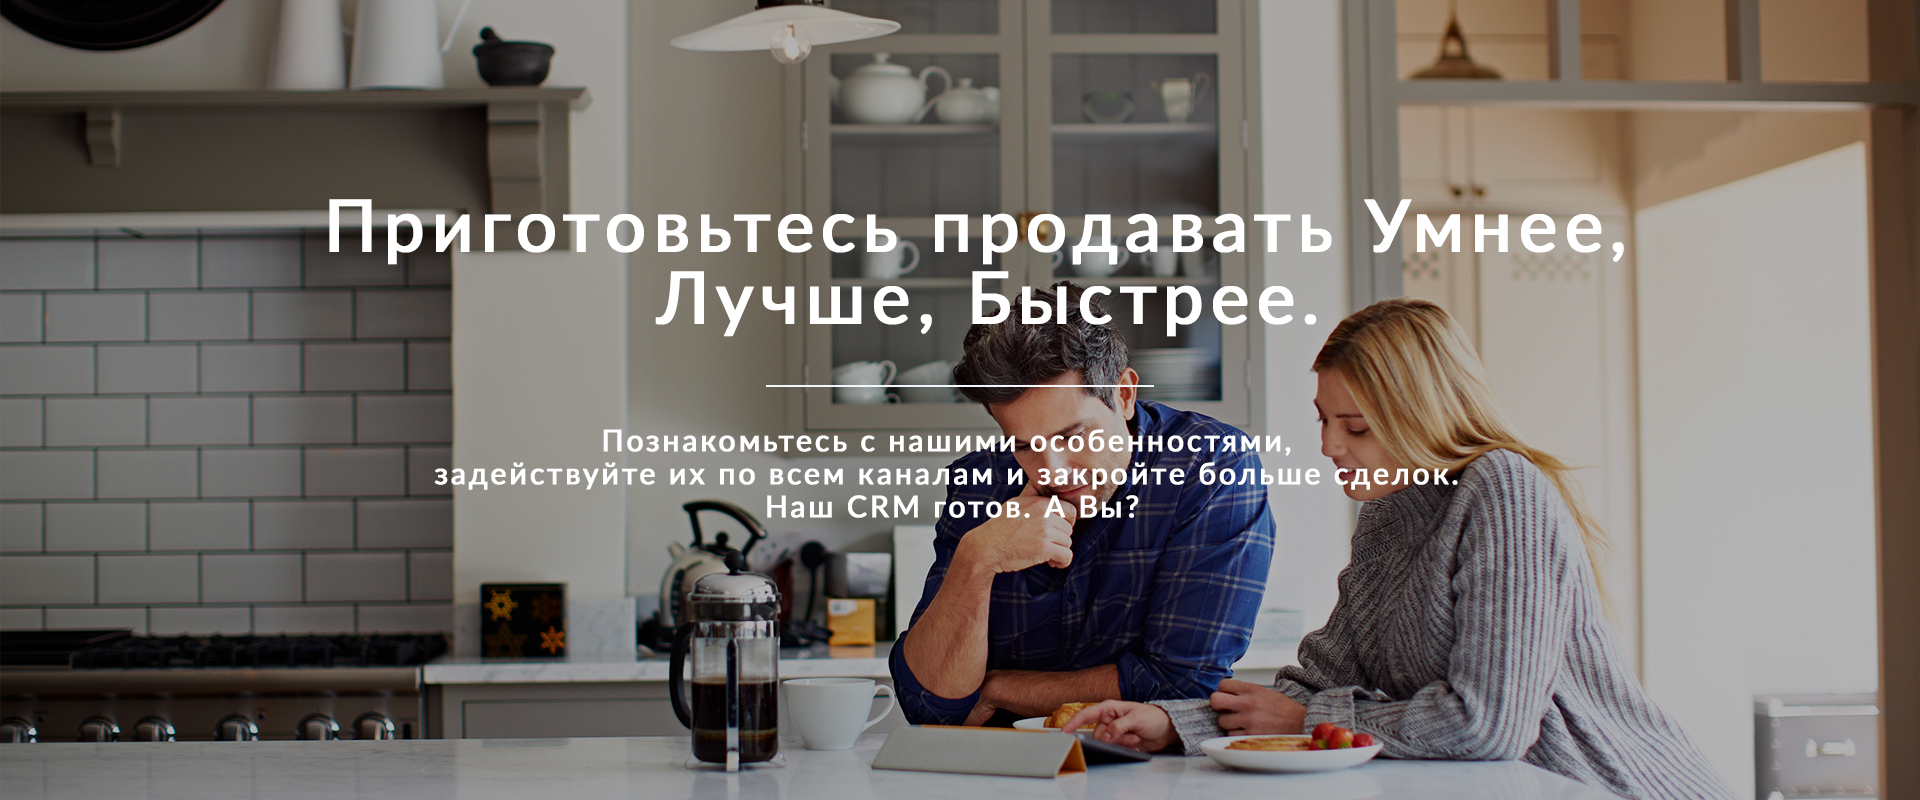 Приготовьтесь продавать Умнее,
Лучше, Быстрее.
Познакомьтесь с нашими особенностями,
задействуйте их по всем каналам и закройте больше сделок.
Наш CRM готов. А Вы?